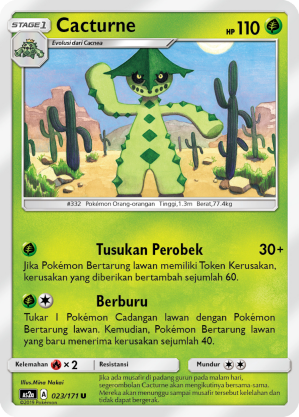 STAGE 1
Cacturne
HP 110
Evolusi dari Cacnea
#332 Pokémon Orang-orangan Tinggi,1.3m Berat,77.4kg
Tusukan Perobek 30+
Jika Pokémon Bertarung lawan memiliki Token Kerusakan,
kerusakan yang diberikan bertambah sejumlah 60.
Berburu
Tukar 1 Pokémon Cadangan lawan dengan Pokémon
Bertarung lawan. Kemudian, Pokémon Bertarung lawan yang
baru menerima kerusakan sejumlah 40.
Kelemahan × 2 Resistansi Mundur
Jika ada musafir di padang gurun pada malam hari,
segerombolan Cacturne akan mengikutinya bersama-sama.
Mereka akan menunggu sampai musafir tersebut kelelahan dan
tidak dapat bergerak.
Illus.Mina Nakai
AS2a A 023/171 U
©2019 Pokémon